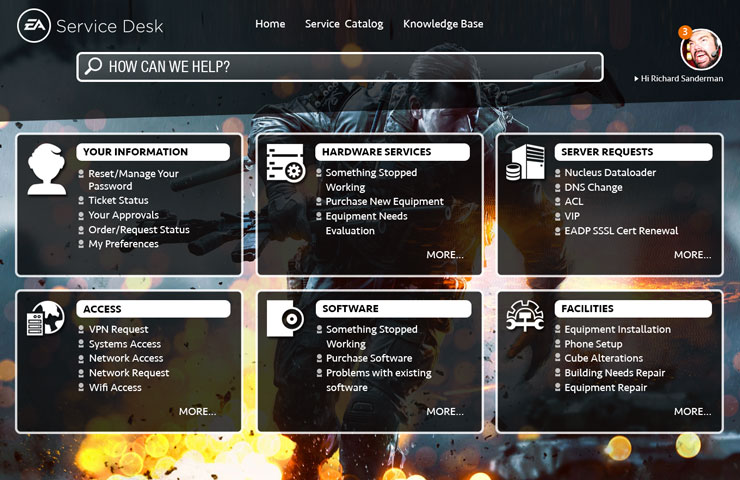 EA Service Desk
Home Service Catalog Knowledge Base
3
HOW CAN WE HELP?
Hi Richard Sanderman
YOUR INFORMATION
Reset/Manage Your
Password
Ticket Status
Your Approvals
Order/Request Status
My Preferences
HARDWARE SERVICES
Something Stopped
Working
Purchase New Equipment
Equipment Needs
Evaluation
MORE...
SERVER REQUESTS
Nucleus Dataloader
DNS Change
ACL
VIP
EADP SSSL Cert Renewal
MORE...
ACCESS
VPN Request
Systems Access
Network Access
Network Request
Wifi Access
MORE...
SOFTWARE
Something Stopped
Working
Purchase Software
Problems with existing
software
MORE...
FACILITIES
Equipment Installation
Phone Setup
Cube Alterations
Building Needs Repair
Equipment Repair
MORE...